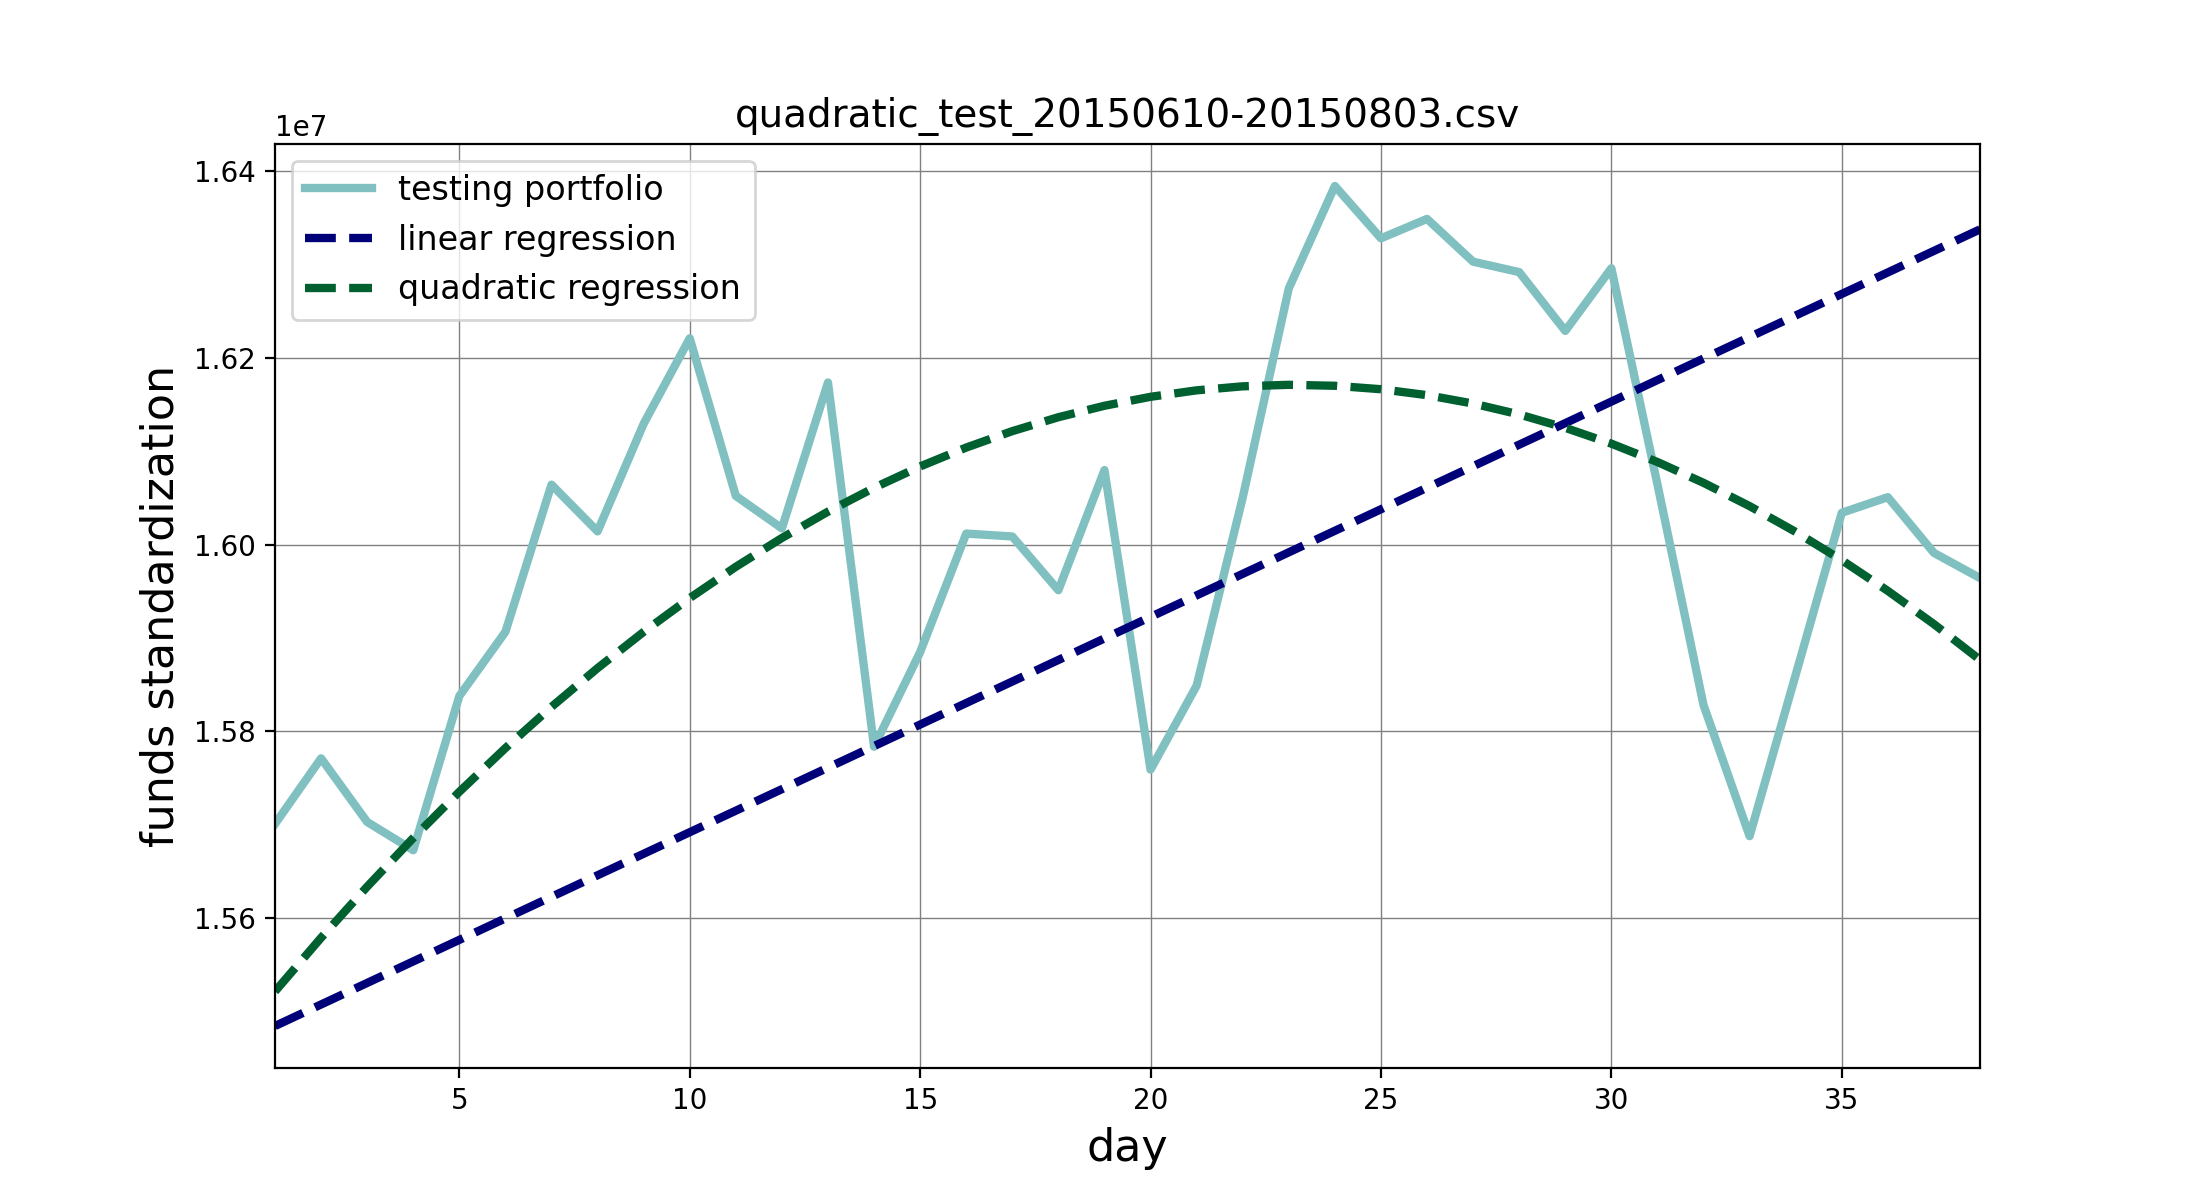 quadratic_test_20150610-20150803.csv
1e7
testing portfolio
linear regression
quadratic regression
funds standardization
1.64
1.62
1.60
1.58
1.56
5 10 15 20 25 30 35
day